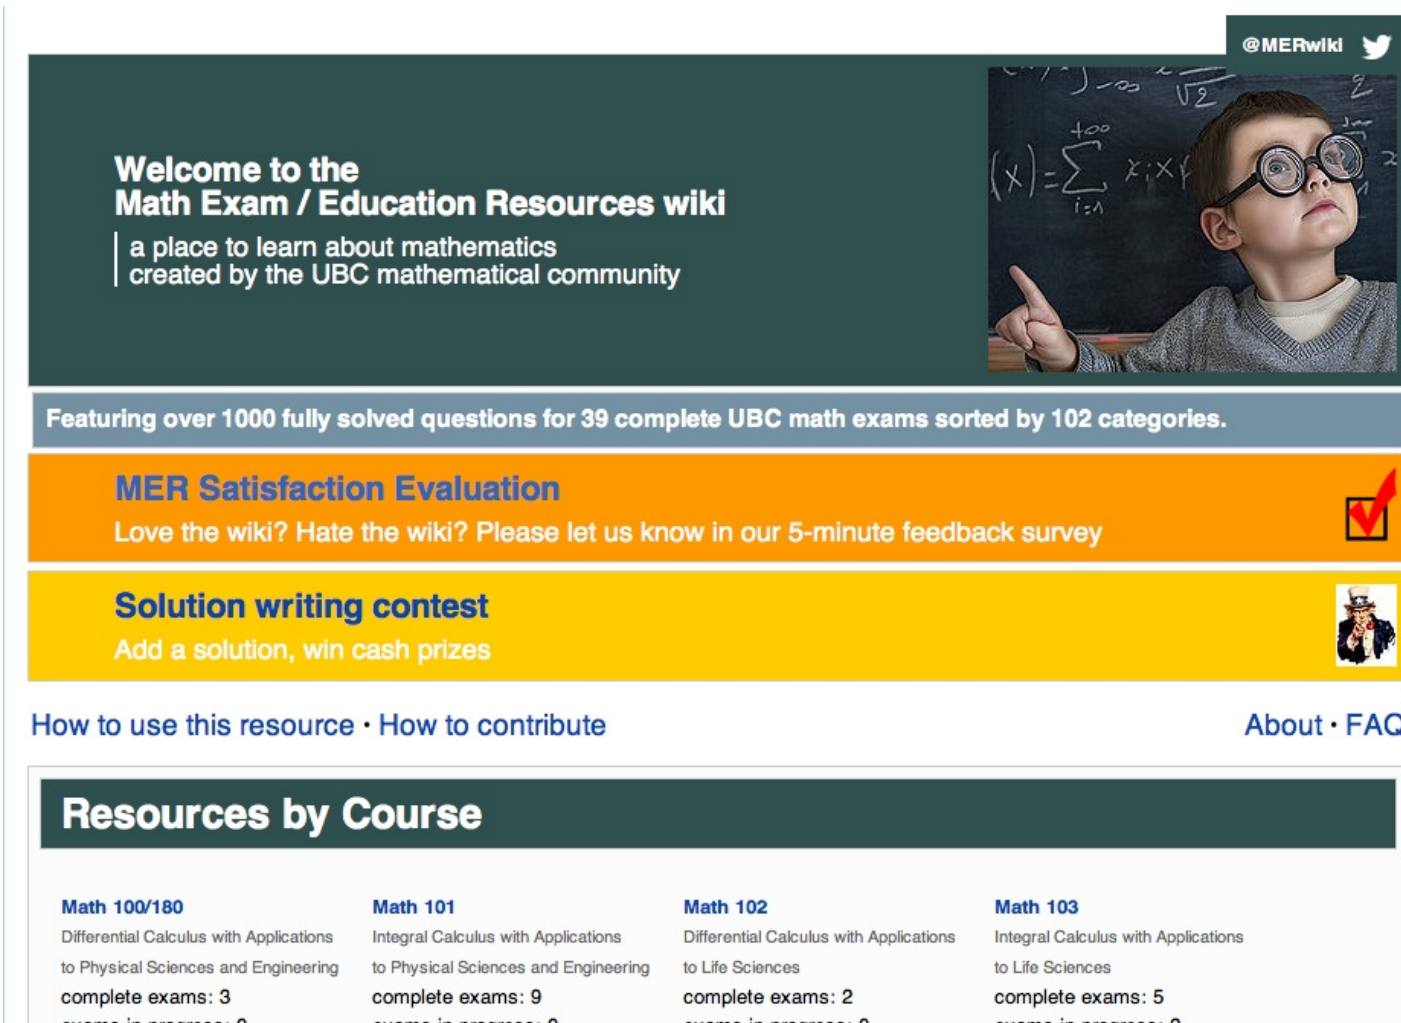 @MERwiki
Welcome to the
Math Exam / Education Resources wiki
a place to learn about mathematics
created by the UBC mathematical community
Featuring over 1000 fully solved questions for 39 complete UBC math exams sorted by 102 categories.
MER Satisfaction Evaluation
Love the wiki? Hate the wiki? Please let us know in our 5-minute feedback survey
Solution writing contest
Add a solution, win cash prizes
How to use this resource · How to contribute
About · FAQ
Resources by Course
Math 100/180
Differential Calculus with Applications
to Physical Sciences and Engineering
complete exams: 3
Math 101
Integral Calculus with Applications
to Physical Sciences and Engineering
complete exams: 9
Math 102
Differential Calculus with Applications
to Life Sciences
complete exams: 2
Math 103
Integral Calculus with Applications
to Life Sciences
complete exams: 5